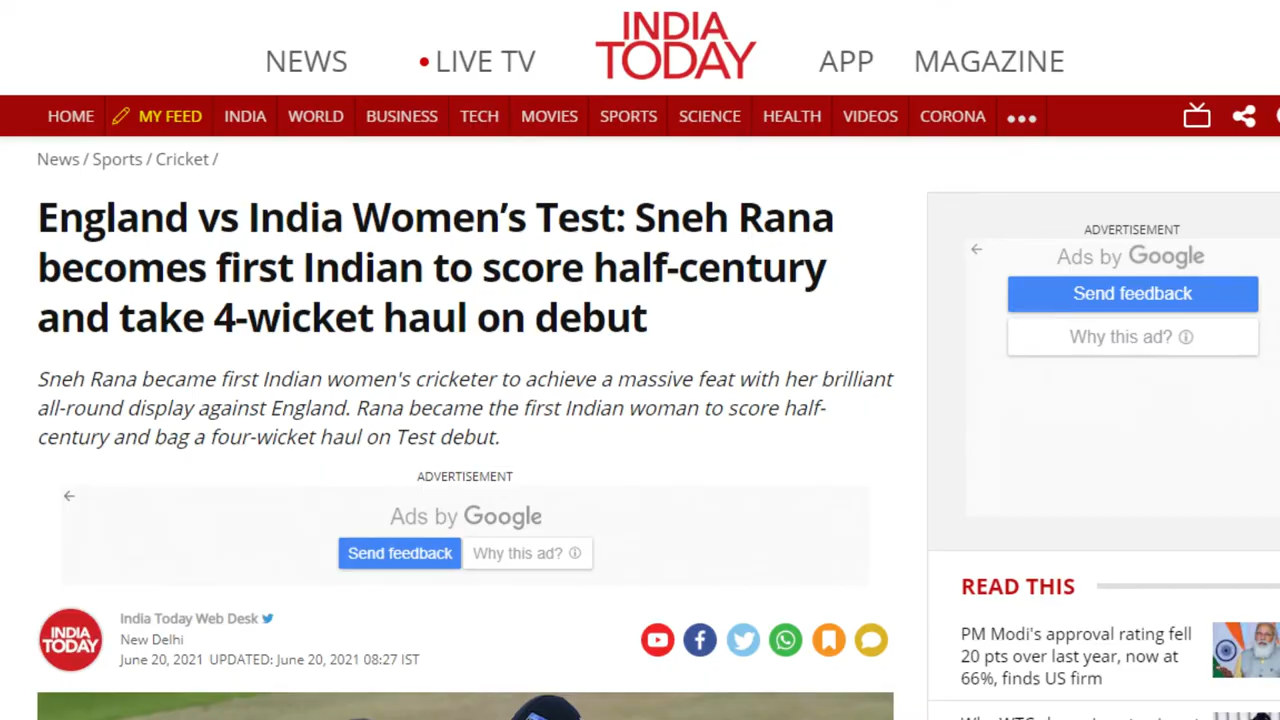 NEWS
LIVE TV
INDIA
TODAY
APP
MAGAZINE
HOME
MY FEED
INDIA
WORLD
BUSINESS
TECH
MOVIES
SPORTS
SCIENCE
HEALTH
VIDEOS
CORONA
News / Sports / Cricket /
England vs India Women’s Test: Sneh Rana
becomes first Indian to score half-century
and take 4-wicket haul on debut
Sneh Rana became first Indian women's cricketer to achieve a massive feat with her brilliant
all-round display against England. Rana became the first Indian woman to score half-
century and bag a four-wicket haul on Test debut.
ADVERTISEMENT
Ads by Google
Send feedback
Why this ad?
INDIA
TODAY
India Today Web Desk
New Delhi
June 20, 2021 UPDATED: June 20, 2021 08:27 IST
ADVERTISEMENT
Ads by Google
Send feedback
Why this ad?
READ THIS
PM Modi's approval rating fell
20 pts over last year, now at
66%, finds US firm